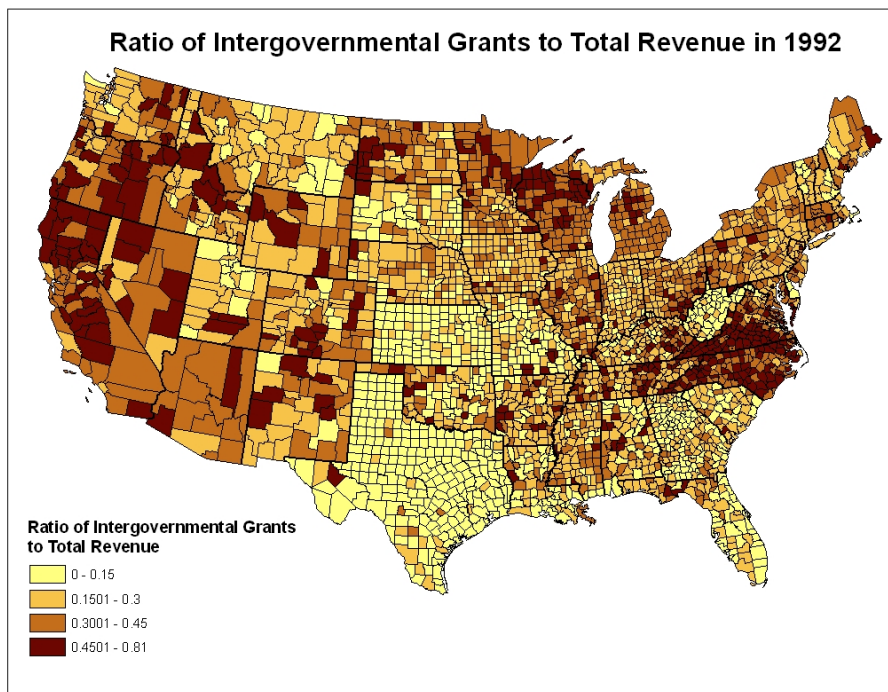 Ratio of Intergovernmental Grants to Total Revenue in 1992
Ratio of Intergovernmental Grants
to Total Revenue
0 - 0.15
0.1501 - 0.3
0.3001 - 0.45
0.4501 - 0.81